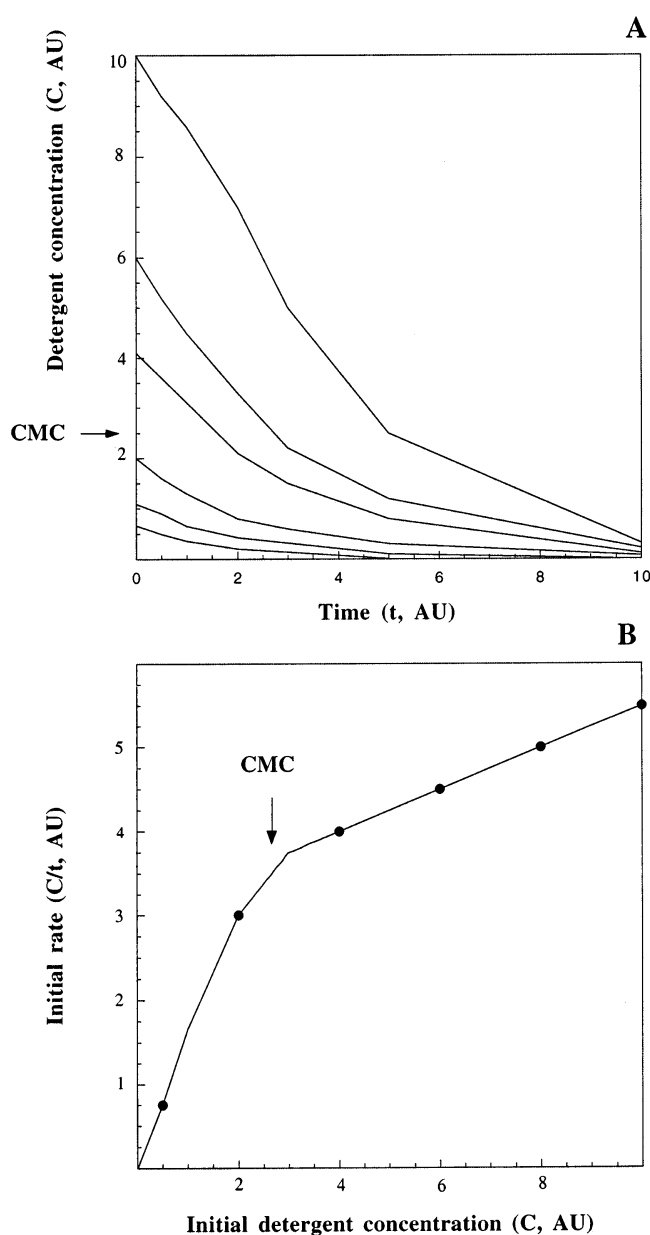 A
Detergent concentration (C, AU)
10
8
6
4
CMC
2
0
2
4
6
8
10
Time (t, AU)
B
Initial rate (C/t, AU)
5
CMC
4
3
2
1
2
4
6
8
Initial detergent concentration (C, AU)